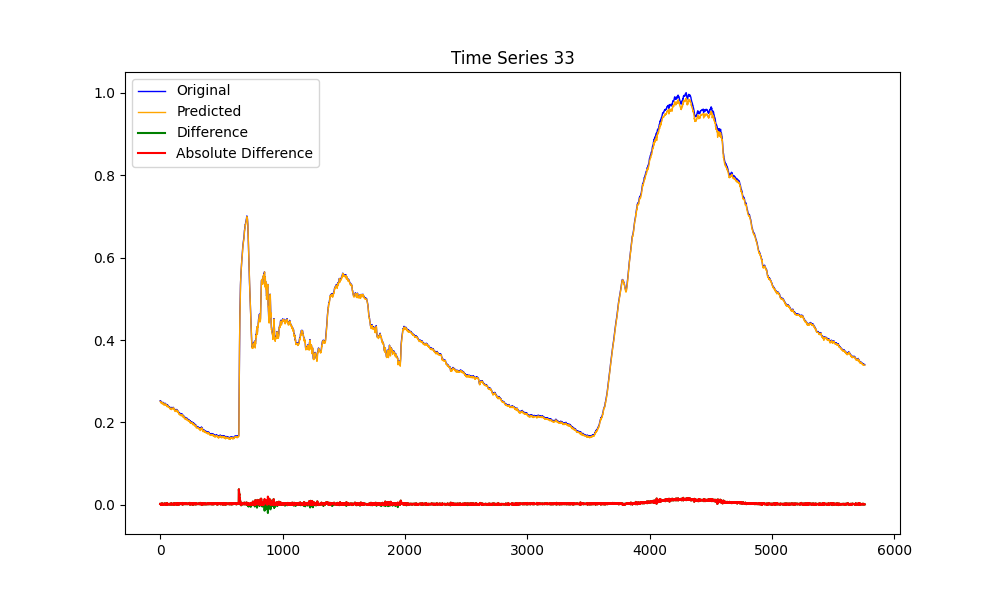 Time Series 33
Original
Predicted
Difference
Absolute Difference
1.0
0.8
0.6
0.4
0.2
0.0
0 1000 2000 3000 4000 5000 6000